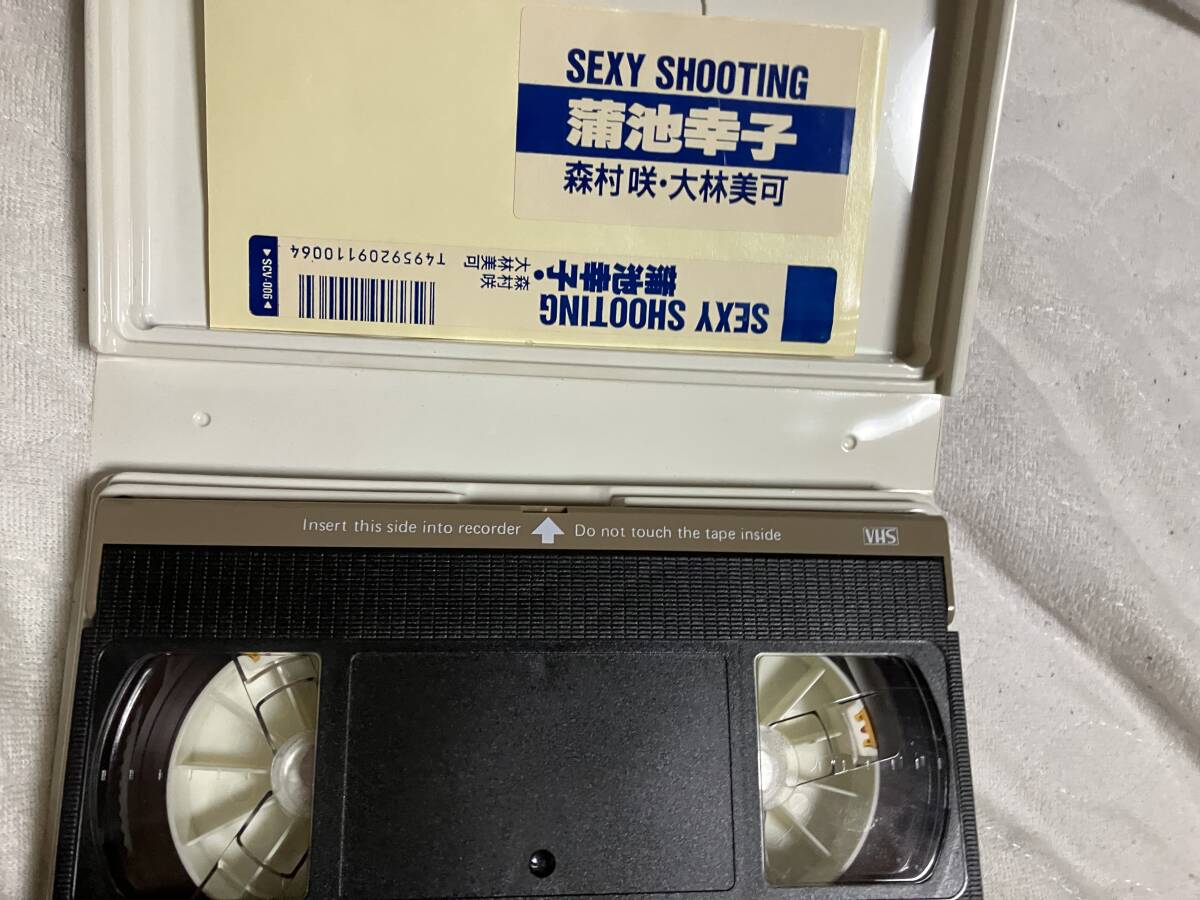 SEXY SHOOTING
蒲池幸子
森村咲・大林美可
SEXY SHOOTING
蒲池幸子・
森村咲
大林美可
T4959209110064
▶SCV-006◀
Insert this side into recorder
Do not touch the tape inside
VHS